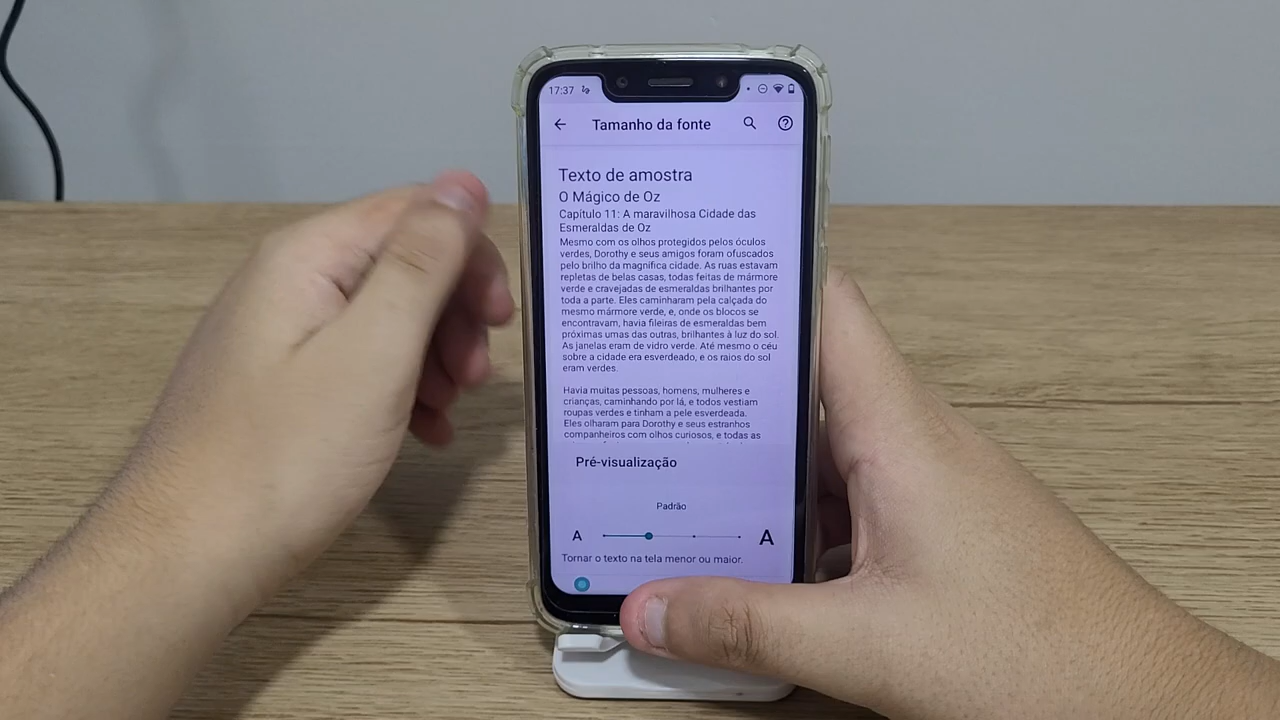 17:37
Tamanho da fonte
Texto de amostra
O Mágico de Oz
Capítulo 11: A maravilhosa Cidade das
Esmeraldas de Oz
Mesmo com os olhos protegidos pelos óculos
verdes, Dorothy e seus amigos foram ofuscados
pelo brilho da magnífica cidade. As ruas estavam
repletas de belas casas, todas feitas de mármore
verde e cravejadas de esmeraldas brilhantes por
toda a parte. Eles caminharam pela calçada do
mesmo mármore verde, e, onde os blocos se
encontravam, havia fileiras de esmeraldas bem
próximas umas das outras, brilhantes à luz do sol.
As janelas eram de vidro verde. Até mesmo o céu
sobre a cidade era esverdeado, e os raios do sol
eram verdes.
Havia muitas pessoas, homens, mulheres e
crianças, caminhando por lá, e todos vestiam
roupas verdes e tinham a pele esverdeada.
Eles olharam para Dorothy e seus estranhos
companheiros com olhos curiosos, e todas as
Pré-visualização
Padrão
A A
Tornar o texto na tela menor ou maior.